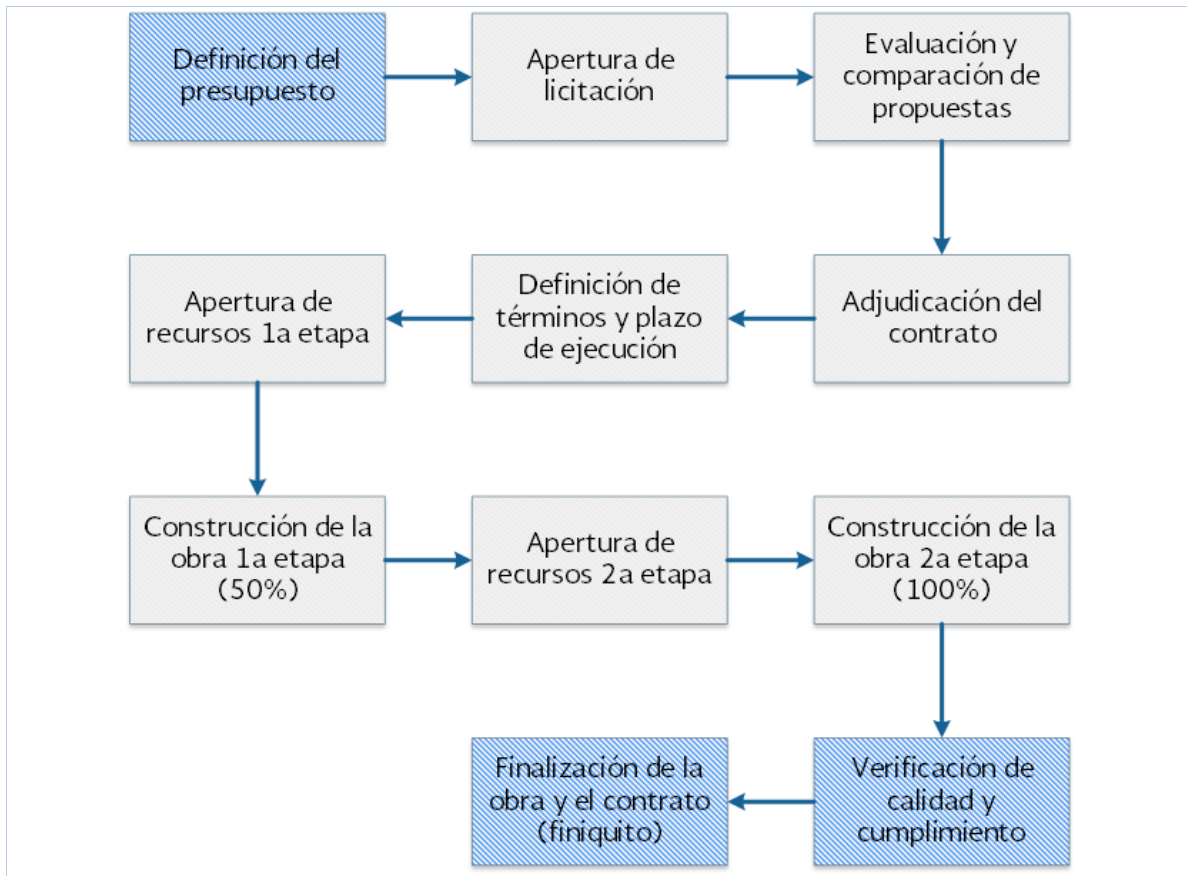 Definición del
presupuesto
Apertura de
licitación
Evaluación y
comparación de
propuestas
Apertura de
recursos 1a etapa
Definición de
términos y plazo
de ejecución
Adjudicación del
contrato
Construcción de la
obra 1a etapa
(50%)
Apertura de
recursos 2a etapa
Construcción de la
obra 2a etapa
(100%)
Finalización de la
obra y el contrato
(finiquito)
Verificación de
calidad y
cumplimiento